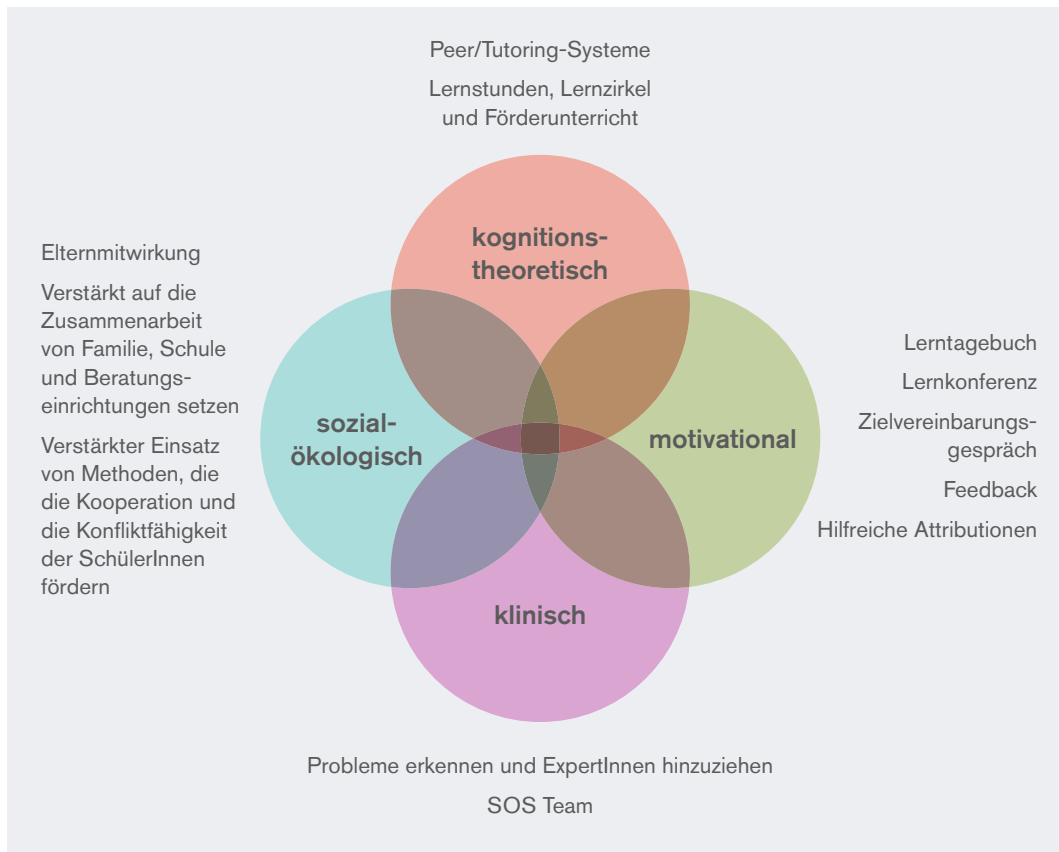 Peer/Tutoring-Systeme
Lernstunden, Lernzirkel
und Förderunterricht
kognitions-
theoretisch
Elternmitwirkung
Verstärkt auf die
Zusammenarbeit
von Familie, Schule
und Beratungs-
einrichtungen setzen
Verstärkter Einsatz
von Methoden, die
die Kooperation und
die Konfliktfähigkeit
der SchülerInnen
fördern
sozial-
ökologisch
motivational
Lerntagebuch
Lernkonferenz
Zielvereinbarungs-
gespräch
Feedback
Hilfreiche Attributionen
klinisch
Probleme erkennen und ExpertInnen hinzuziehen
SOS Team